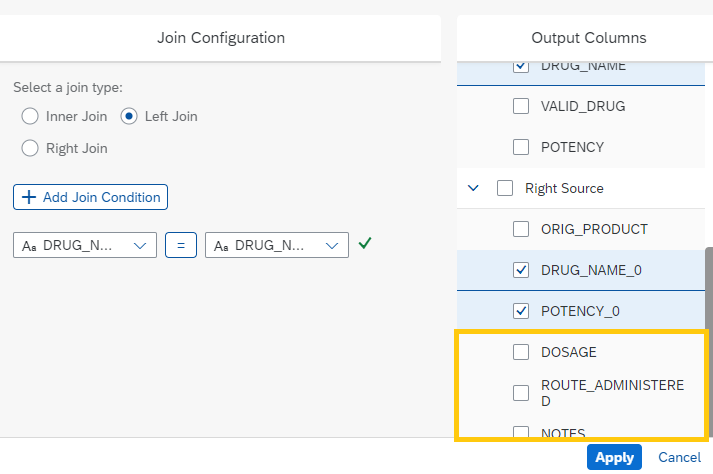 Join Configuration
Select a join type:
Inner Join
Left Join
Right Join
+ Add Join Condition
Aa DRUG_N...
=
Aa DRUG_N...
Output Columns
DRUG_NAME
VALID_DRUG
POTENCY
Right Source
ORIG_PRODUCT
DRUG_NAME_0
POTENCY_0
DOSAGE
ROUTE_ADMINISTERE
D
NOTES
Apply
Cancel